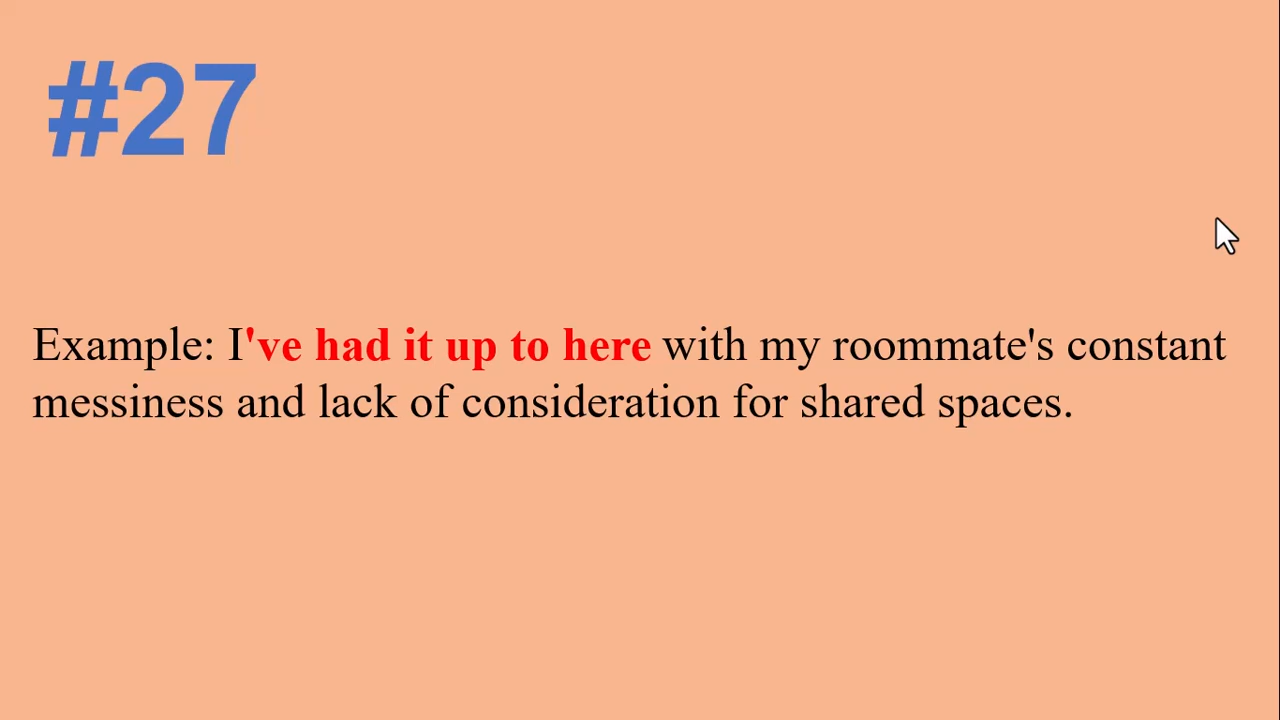 #27
Example: I've had it up to here with my roommate's constant
messiness and lack of consideration for shared spaces.